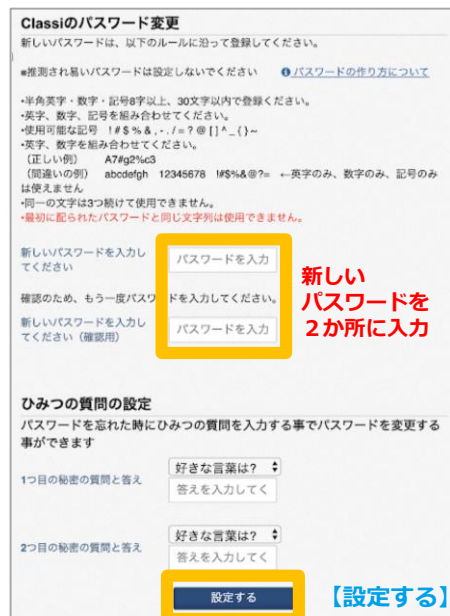 Classiのパスワード変更
新しいパスワードは、以下のルールに沿って登録してください。
※推測され易いパスワードは設定しないでください パスワードの作り方について
・半角英字・数字・記号8字以上、30文字以内で登録ください。
・英字、数字、記号を組み合わせてください。
・使用可能な記号 !#$%&,-./=?@[]^_{}~
・英字、数字を組み合わせてください。
（正しい例） A7#g2%c3
（間違いの例） abcdefgh 12345678 !#$%&@?= ←英字のみ、数字のみ、記号のみ
は使えません
・同一の文字は3つ続けて使用できません。
・最初に配られたパスワードと同じ文字列は使用できません。
新しいパスワードを入力し
てください
パスワードを入力
新しい
パスワードを
２か所に入力
確認のため、もう一度パスワードを入力してください。
新しいパスワードを入力し
てください（確認用）
パスワードを入力
ひみつの質問の設定
パスワードを忘れた時にひみつの質問を入力する事でパスワードを変更する
事ができます
1つ目の秘密の質問と答え
好きな言葉は?
答えを入力してく
2つ目の秘密の質問と答え
好きな言葉は?
答えを入力してく
設定する
【設定する】